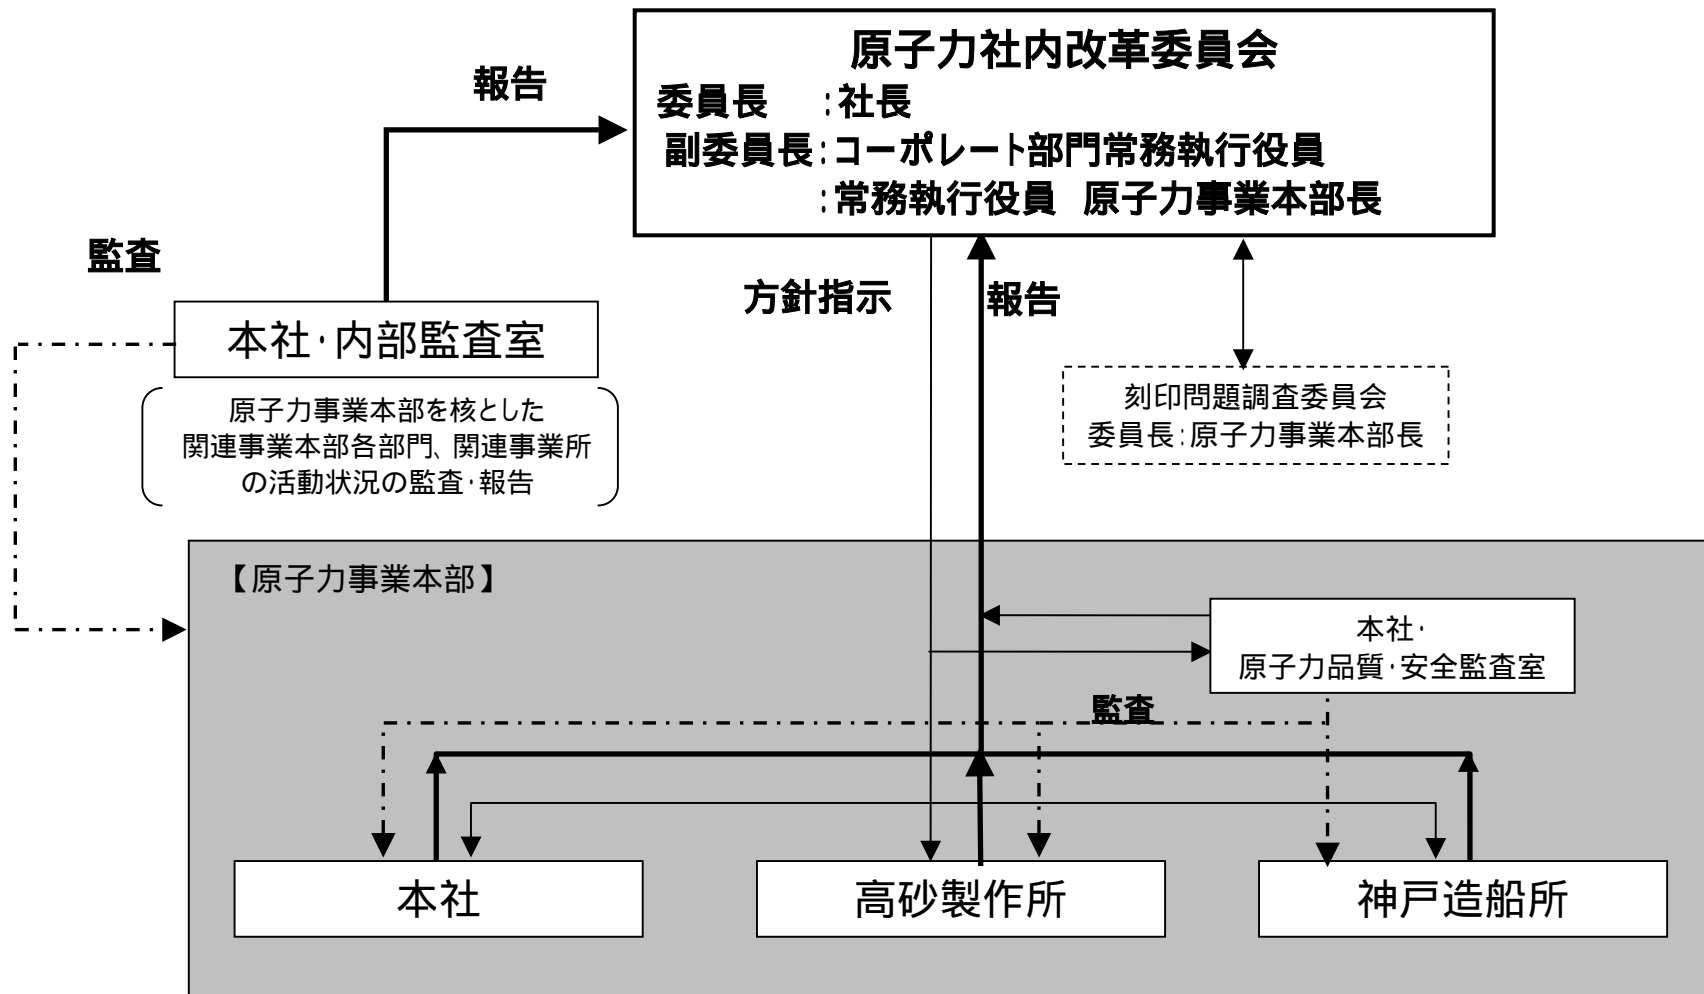 原子力社内改革委員会
委員長　:社長
副委員長:コーポレート部門常務執行役員
:常務執行役員　原子力事業本部長
報告
監査
本社・内部監査室
原子力事業本部を核とした
関連事業本部各部門、関連事業所
の活動状況の監査・報告
方針指示
報告
刻印問題調査委員会
委員長:原子力事業本部長
【原子力事業本部】
本社・
原子力品質・安全監査室
監査
本社
高砂製作所
神戸造船所